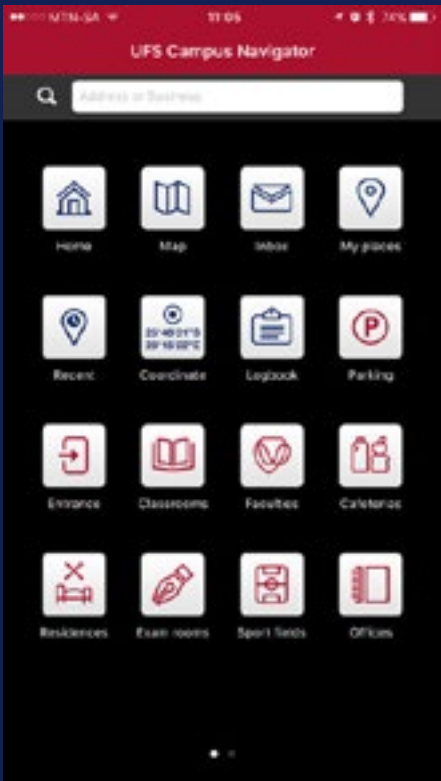 MTN-SA 11:05 74%
UFS Campus Navigator
Address or Business
Home Map Inbox My places
Recent Coordinate Logbook Parking
Entrance Classrooms Faculties Cafeterias
Residences Exam rooms Sport fields Offices